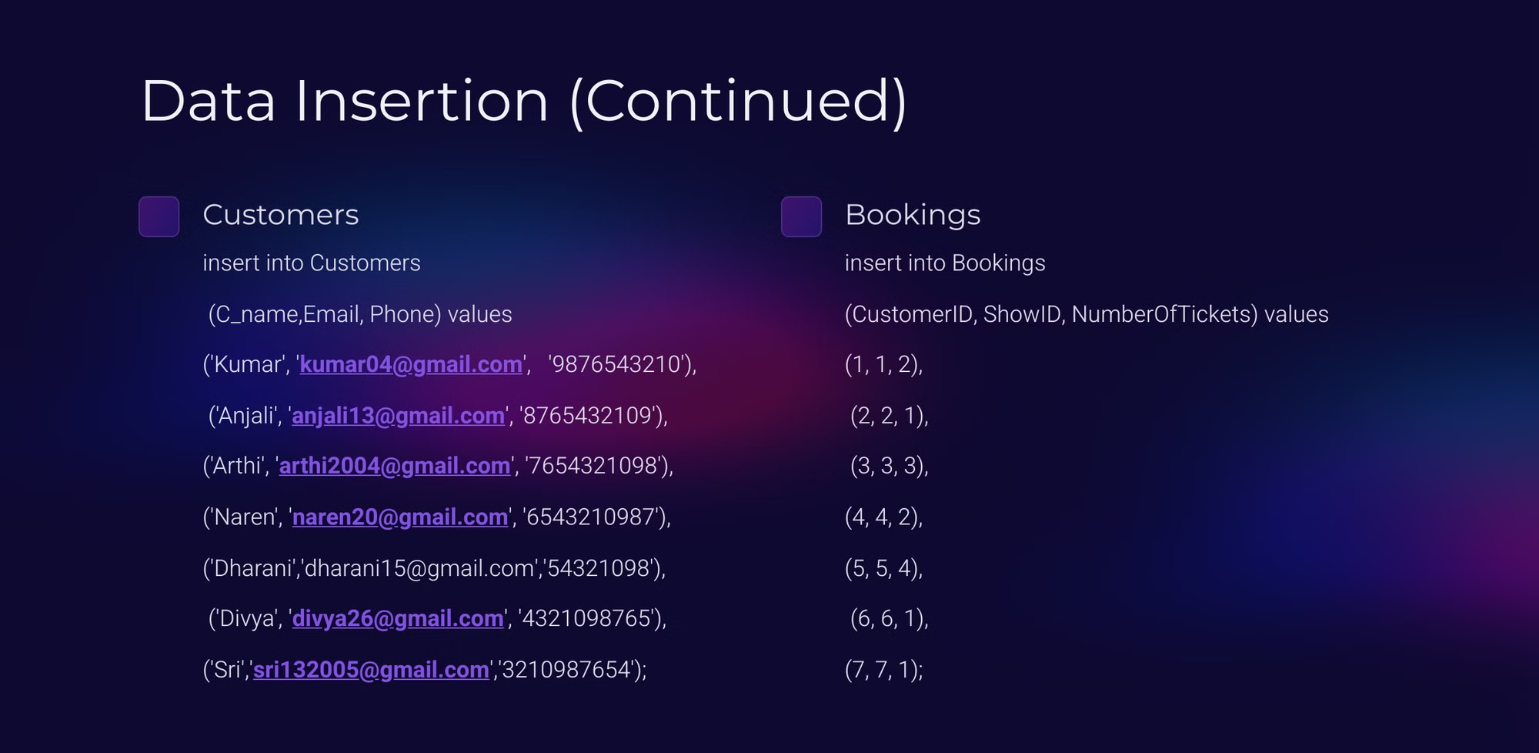 Data Insertion (Continued)
Customers
insert into Customers
(C_name,Email, Phone) values
('Kumar', 'kumar04@gmail.com',   '9876543210'),
('Anjali', 'anjali13@gmail.com', '8765432109'),
('Arthi', 'arthi2004@gmail.com', '7654321098'),
('Naren', 'naren20@gmail.com', '6543210987'),
('Dharani','dharani15@gmail.com','54321098'),
('Divya', 'divya26@gmail.com', '4321098765'),
('Sri','sri132005@gmail.com','3210987654');
Bookings
insert into Bookings
(CustomerID, ShowID, NumberOfTickets) values
(1, 1, 2),
(2, 2, 1),
(3, 3, 3),
(4, 4, 2),
(5, 5, 4),
(6, 6, 1),
(7, 7, 1);